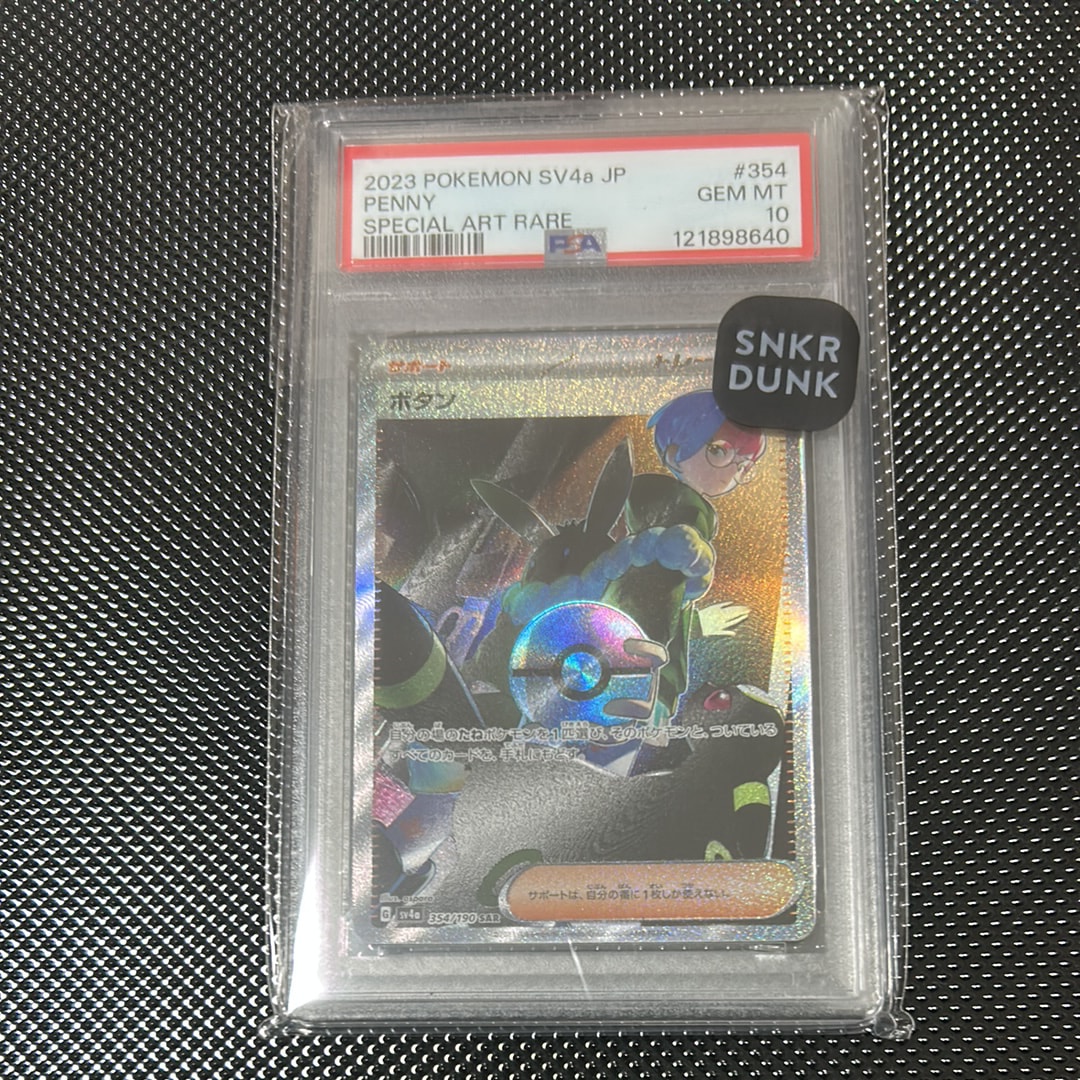 2023 POKEMON SV4a JP #354
PENNY GEM MT
SPECIAL ART RARE 10
PSA 121898640
SNKR
DUNK
サポート トレ
ボタン
自分の場のたねポケモンを1匹選び、そのポケモンと、ついている
すべてのカードを、手札にもどす。
サポートは、自分の番に1枚しか使えない。
G SV4a 354/190 SAR